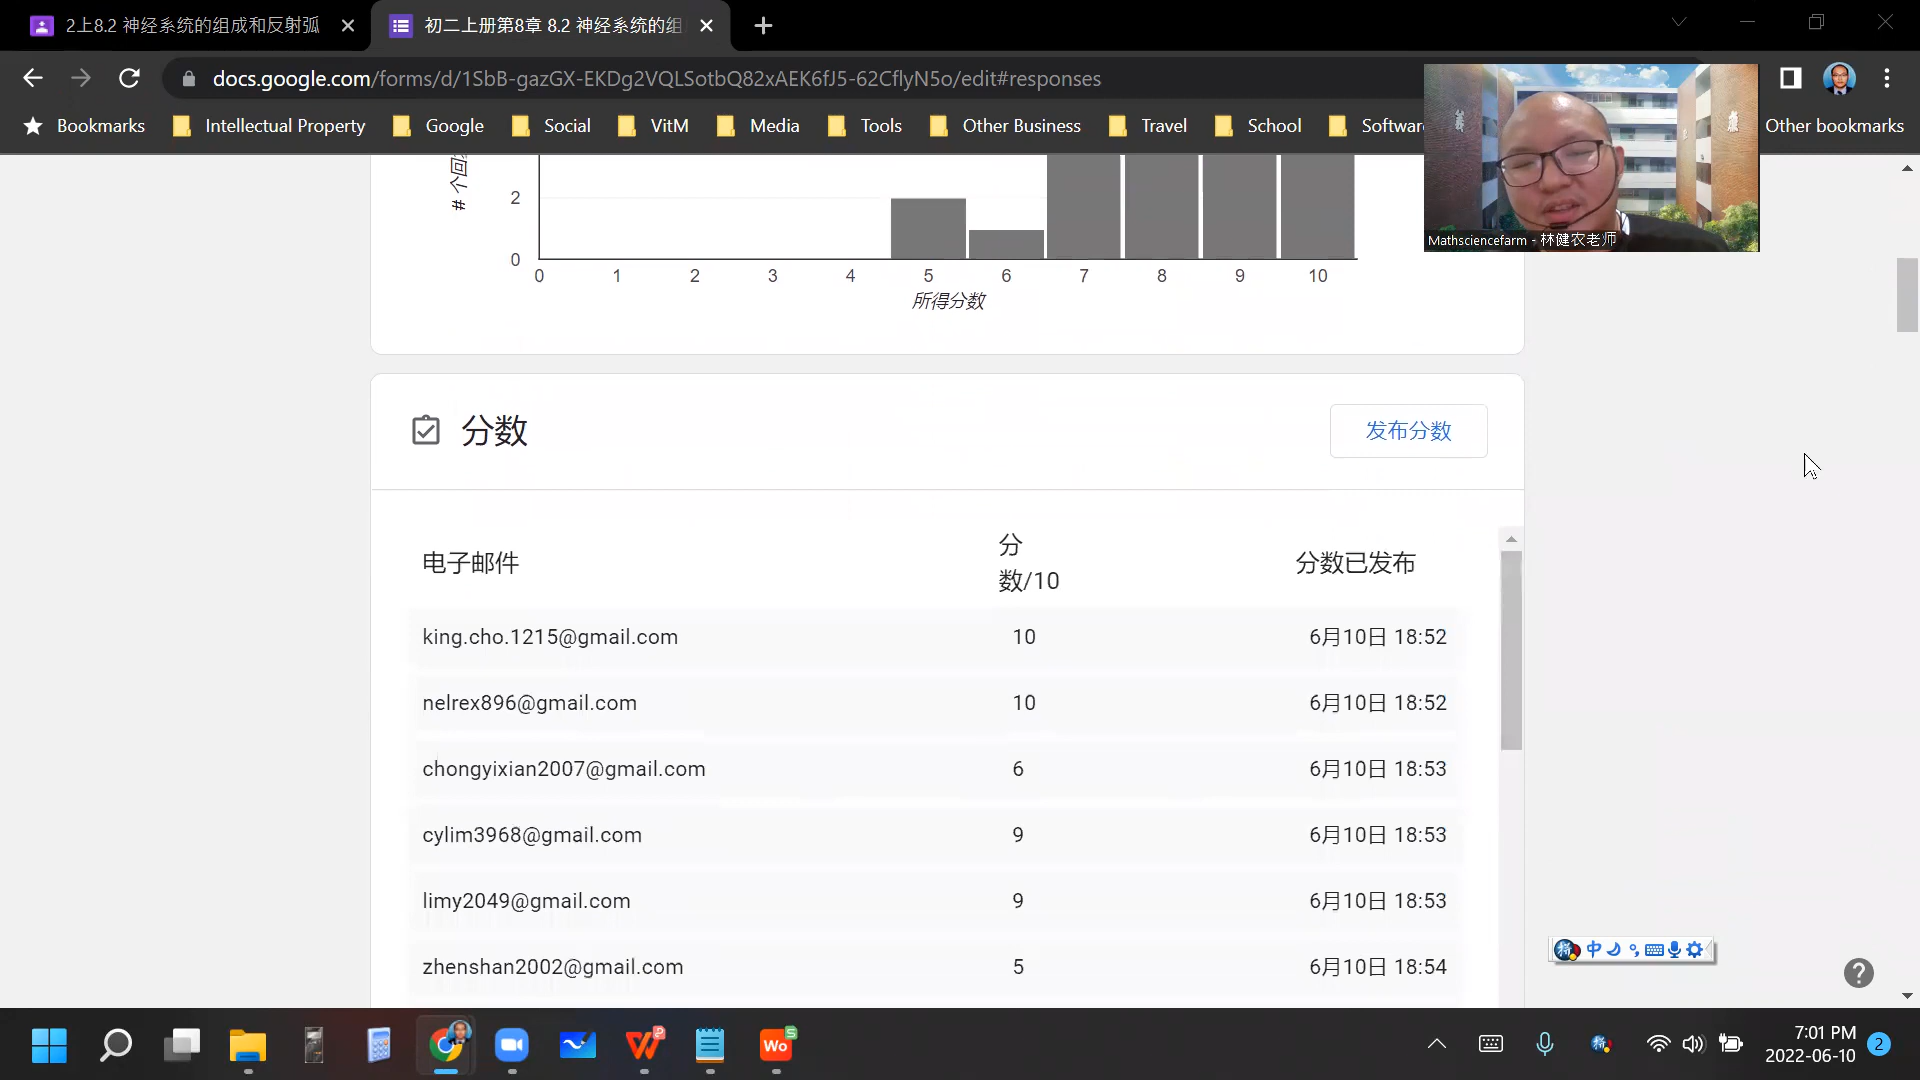 2上8.2 神经系统的组成和反射弧
初二上册第8章 8.2 神经系统的组
docs.google.com/forms/d/1SbB-gazGX-EKDg2VQLSotbQ82xAEK6fJ5-62CflyN5o/edit#responses
Bookmarks Intellectual Property Google Social VitM Media Tools Other Business Travel School Softwar Other bookmarks
Mathsciencefarm - 林健农老师
# 个回
2
0
0 1 2 3 4 5 6 7 8 9 10
所得分数
分数
发布分数
电子邮件 分数/10 分数已发布
king.cho.1215@gmail.com 10 6月10日 18:52
nelrex896@gmail.com 10 6月10日 18:52
chongyixian2007@gmail.com 6 6月10日 18:53
cylim3968@gmail.com 9 6月10日 18:53
limy2049@gmail.com 9 6月10日 18:53
zhenshan2002@gmail.com 5 6月10日 18:54
中
7:01 PM
2022-06-10
2